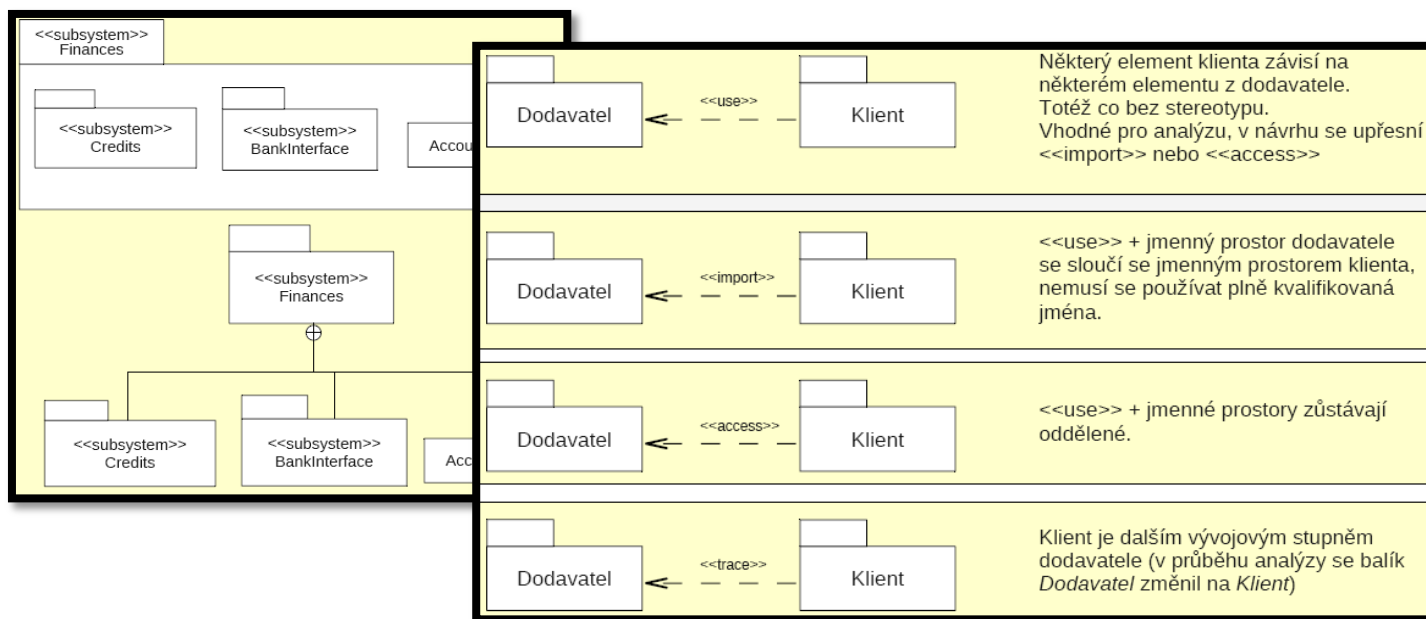 <<subsystem>>
Finances
<<subsystem>>
Credits
<<subsystem>>
BankInterface
Accou
<<subsystem>>
Finances
<<subsystem>>
Credits
<<subsystem>>
BankInterface
Acc
Dodavatel
<<use>>
Klient
Některý element klienta závisí na
některém elementu z dodavatele.
Totéž co bez stereotypu.
Vhodné pro analýzu, v návrhu se upřesní
<<import>> nebo <<access>>
Dodavatel
<<import>>
Klient
<<use>> + jmenný prostor dodavatele
se sloučí se jmenným prostorem klienta,
nemusí se používat plně kvalifikovaná
jména.
Dodavatel
<<access>>
Klient
<<use>> + jmenné prostory zůstávají
oddělené.
Dodavatel
<<trace>>
Klient
Klient je dalším vývojovým stupněm
dodavatele (v průběhu analýzy se balík
Dodavatel změnil na Klient)